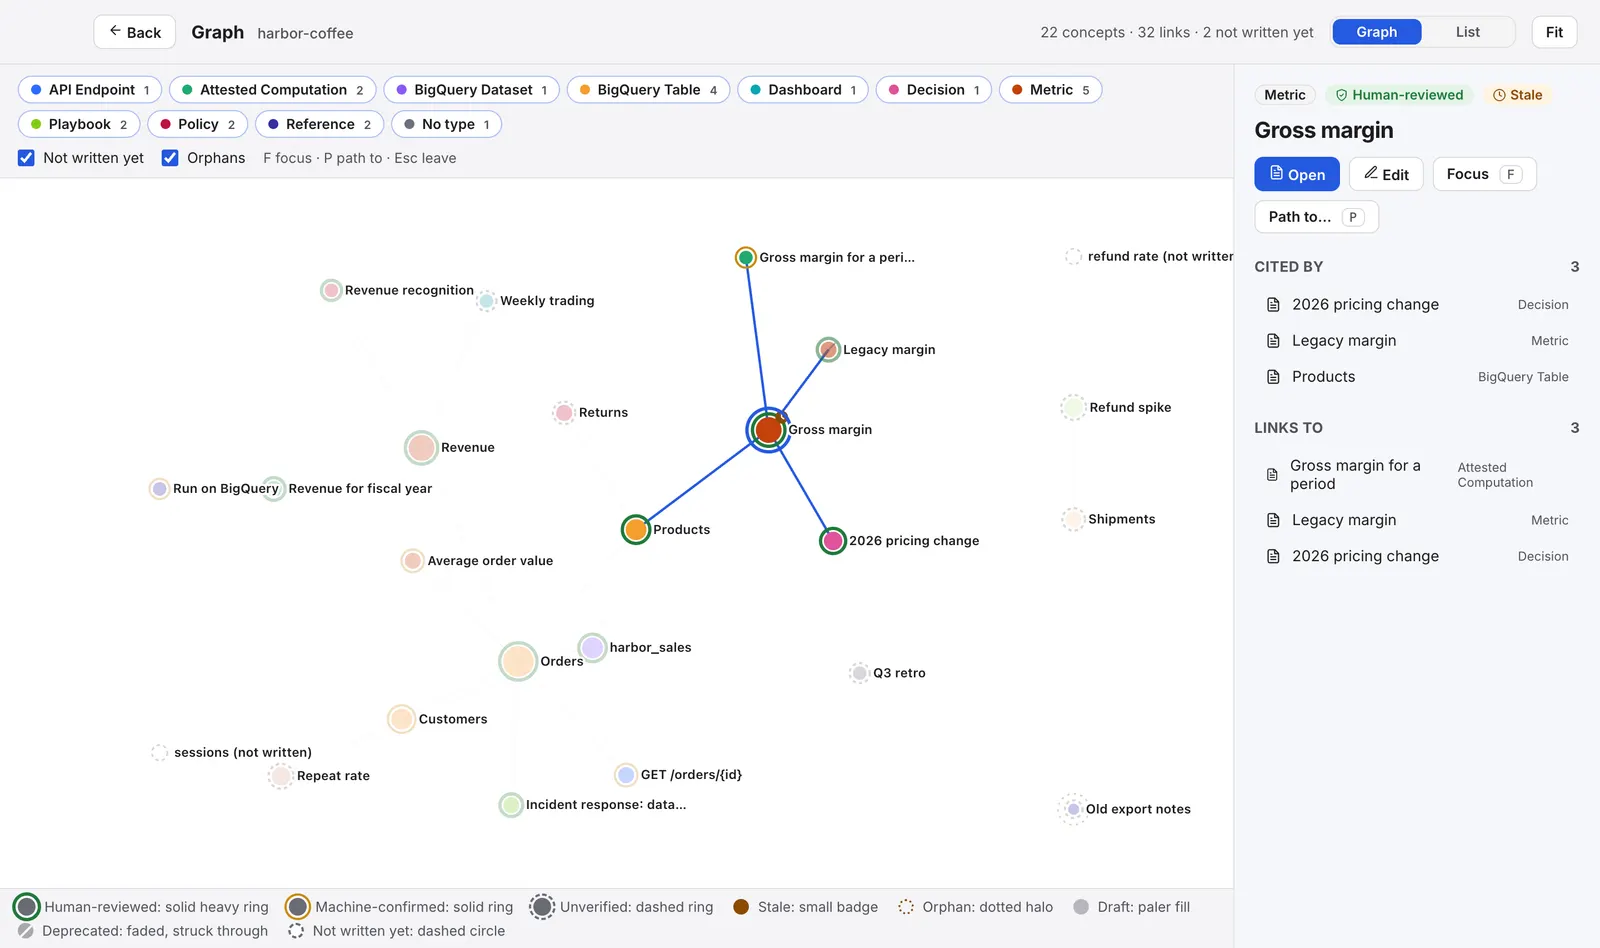 Back
Graph harbor-coffee
22 concepts · 32 links · 2 not written yet
Graph List
Fit
API Endpoint 1
Attested Computation 2
BigQuery Dataset 1
BigQuery Table 4
Dashboard 1
Decision 1
Metric 5
Playbook 2
Policy 2
Reference 2
No type 1
Not written yet
Orphans
F focus · P path to · Esc leave
Gross margin for a peri...
refund rate (not written
Revenue recognition
Weekly trading
Legacy margin
Returns
Refund spike
Gross margin
Revenue
Run on BigQuery
Revenue for fiscal year
Products
Shipments
2026 pricing change
Average order value
harbor_sales
Orders
Q3 retro
Customers
sessions (not written)
Repeat rate
GET /orders/{id}
Incident response: data...
Old export notes
Human-reviewed: solid heavy ring
Machine-confirmed: solid ring
Unverified: dashed ring
Stale: small badge
Orphan: dotted halo
Draft: paler fill
Deprecated: faded, struck through
Not written yet: dashed circle
Metric
Human-reviewed
Stale
Gross margin
Open
Edit
Focus F
Path to... P
CITED BY 3
2026 pricing change Decision
Legacy margin Metric
Products BigQuery Table
LINKS TO 3
Gross margin for a
period
Attested
Computation
Legacy margin Metric
2026 pricing change Decision